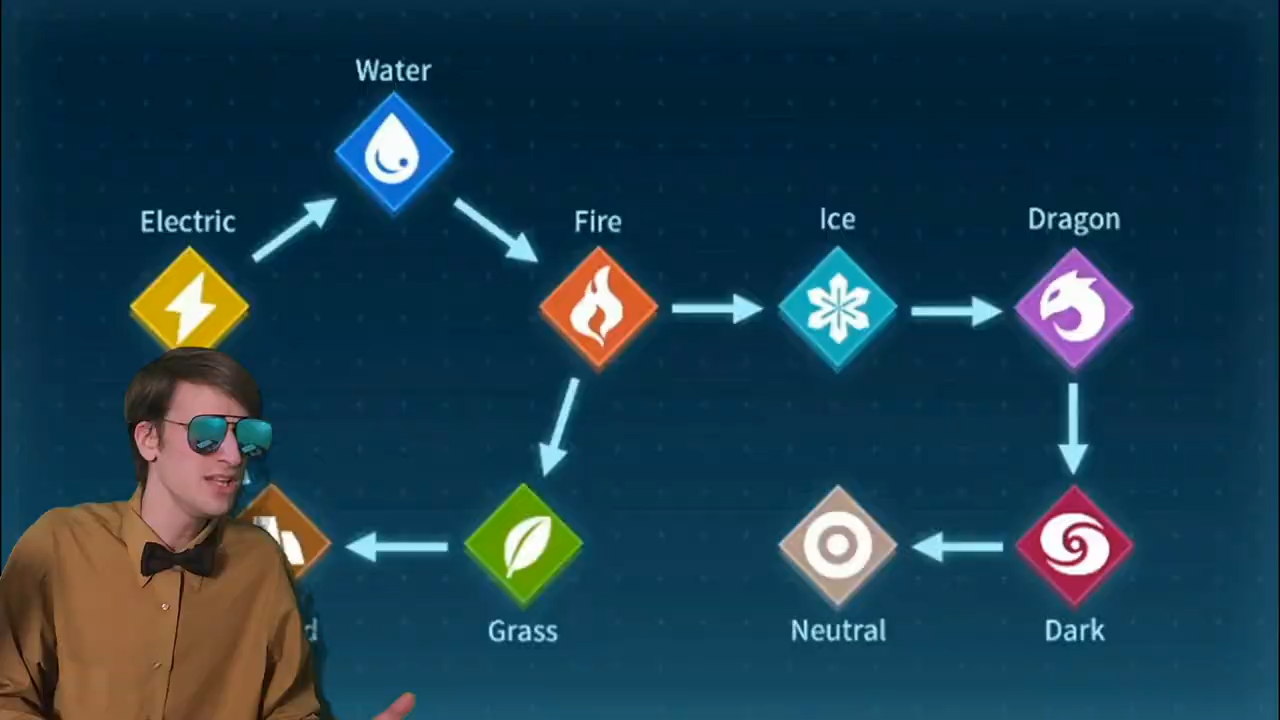 Water
Electric
Fire
Ice
Dragon
Grass
Neutral
Dark